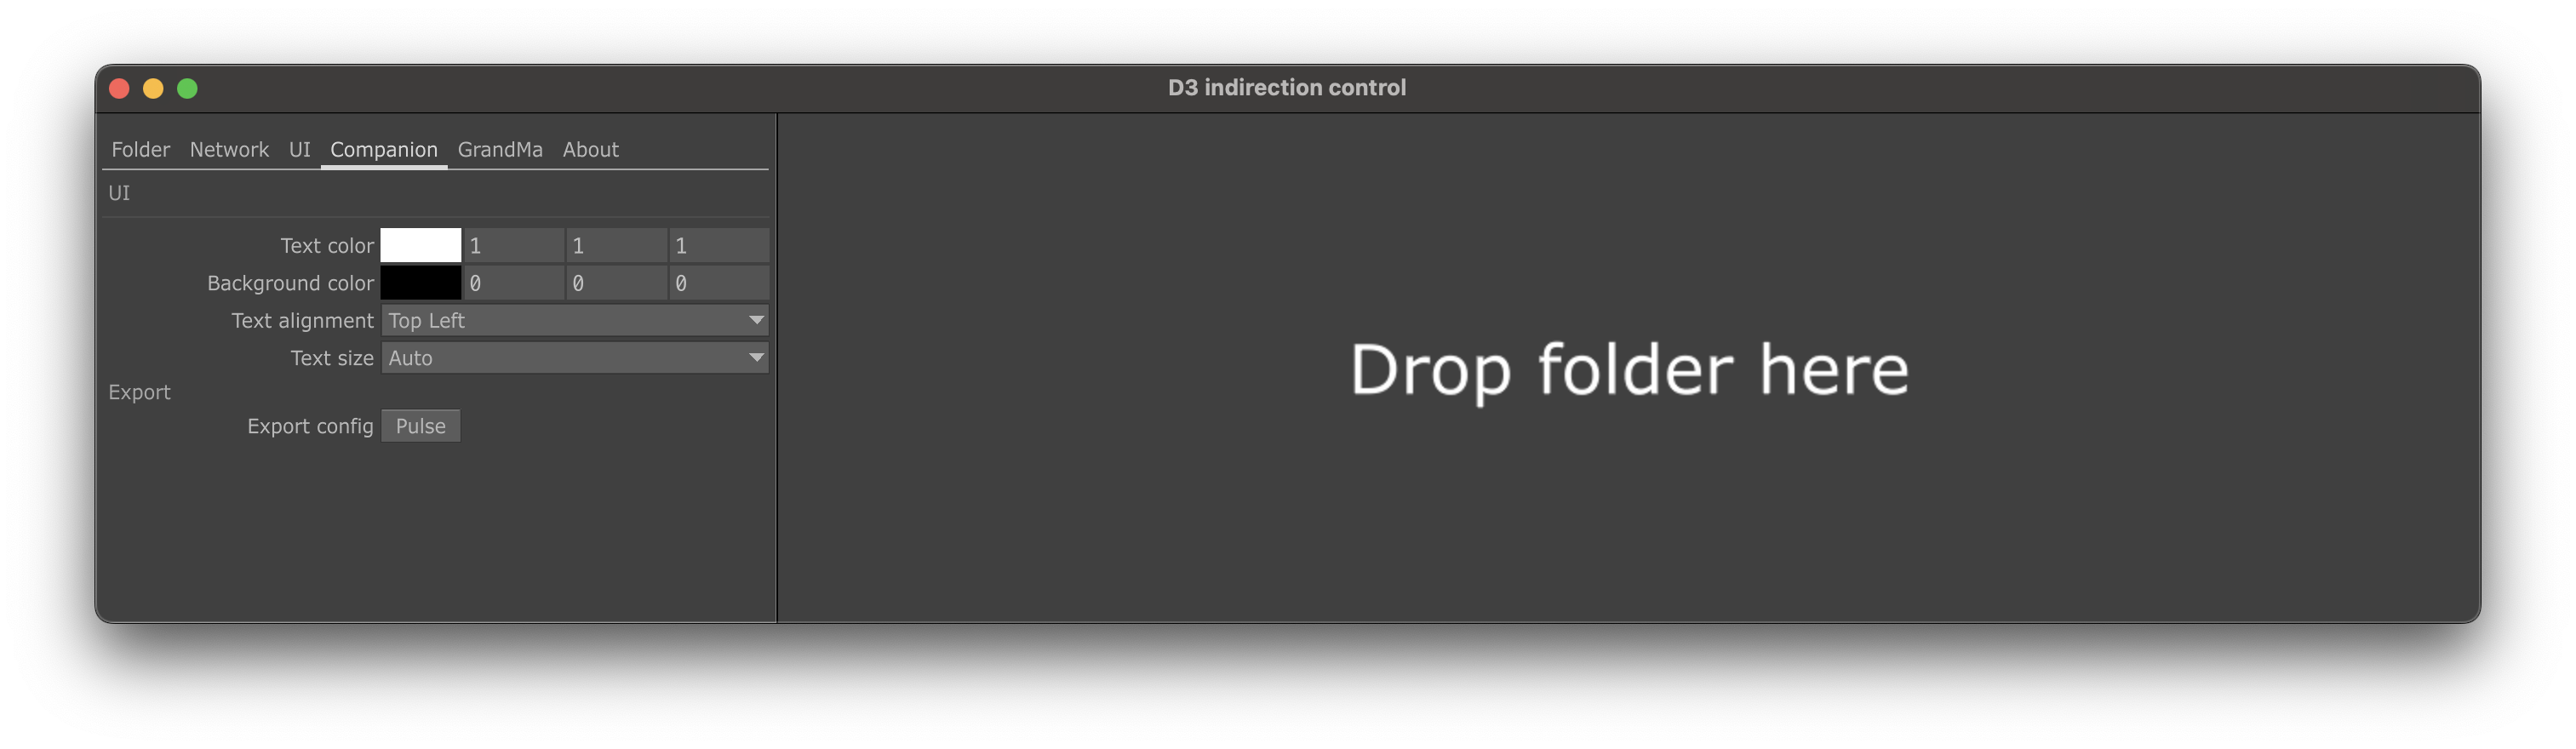 D3 indirection control
Folder Network UI Companion GrandMa About
UI
Text color 1 1 1
Background color 0 0 0
Text alignment Top Left
Text size Auto
Export
Export config Pulse
Drop folder here